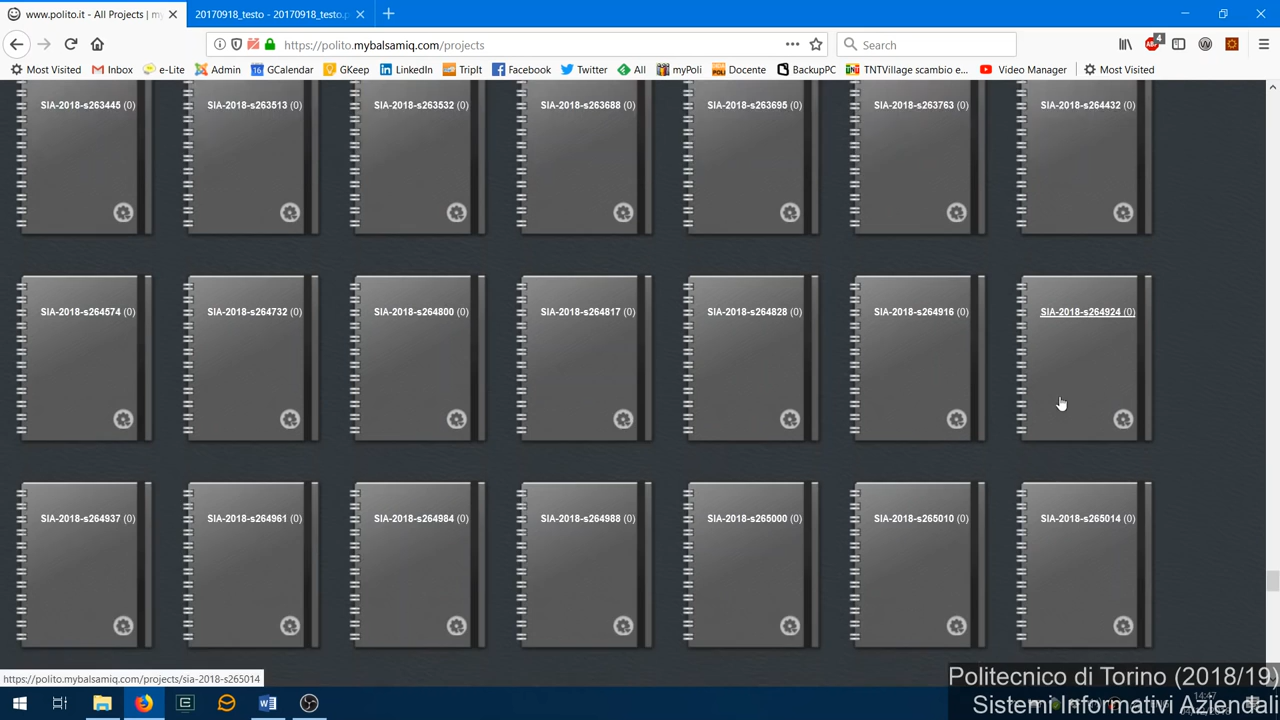 www.polito.it - All Projects | my
20170918_testo - 20170918_testo.p
https://polito.mybalsamiq.com/projects
Search
4
Most Visited
Inbox
e-Lite
Admin
16
GCalendar
GKeep
LinkedIn
TripIt
Facebook
Twitter
All
myPoli
Docente
BackupPC
TNTVillage scambio e...
Video Manager
Most Visited
SIA-2018-s263445 (0)
SIA-2018-s263513 (0)
SIA-2018-s263532 (0)
SIA-2018-s263688 (0)
SIA-2018-s263695 (0)
SIA-2018-s263763 (0)
SIA-2018-s264432 (0)
SIA-2018-s264574 (0)
SIA-2018-s264732 (0)
SIA-2018-s264800 (0)
SIA-2018-s264817 (0)
SIA-2018-s264828 (0)
SIA-2018-s264916 (0)
SIA-2018-s264924 (0)
SIA-2018-s264937 (0)
SIA-2018-s264961 (0)
SIA-2018-s264984 (0)
SIA-2018-s264988 (0)
SIA-2018-s265000 (0)
SIA-2018-s265010 (0)
SIA-2018-s265014 (0)
https://polito.mybalsamiq.com/projects/sia-2018-s265014
Politecnico di Torino (2018/19)
14:47
Sistemi Informativi Aziendali